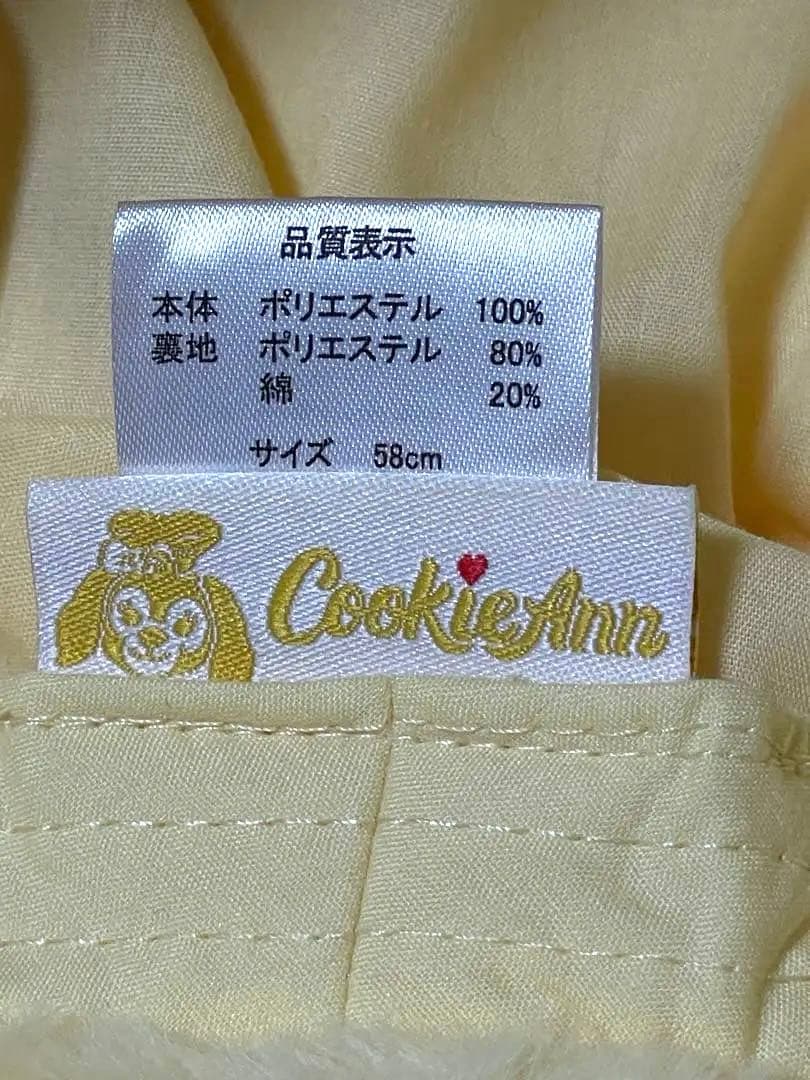 品質表示
本体 ポリエステル 100%
裏地 ポリエステル 80%
綿 20%
サイズ 58cm
CookieAnn